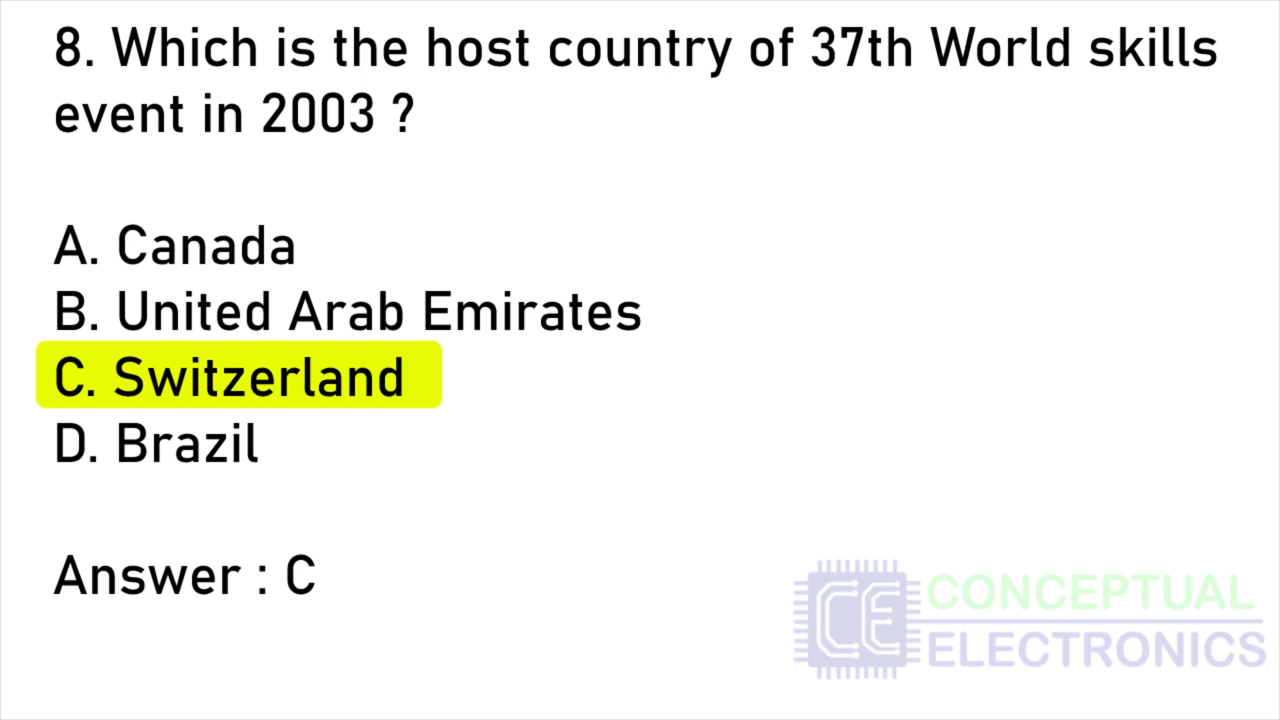 8. Which is the host country of 37th World skills
event in 2003 ?
A. Canada
B. United Arab Emirates
C. Switzerland
D. Brazil
Answer : C
CE CONCEPTUAL
ELECTRONICS